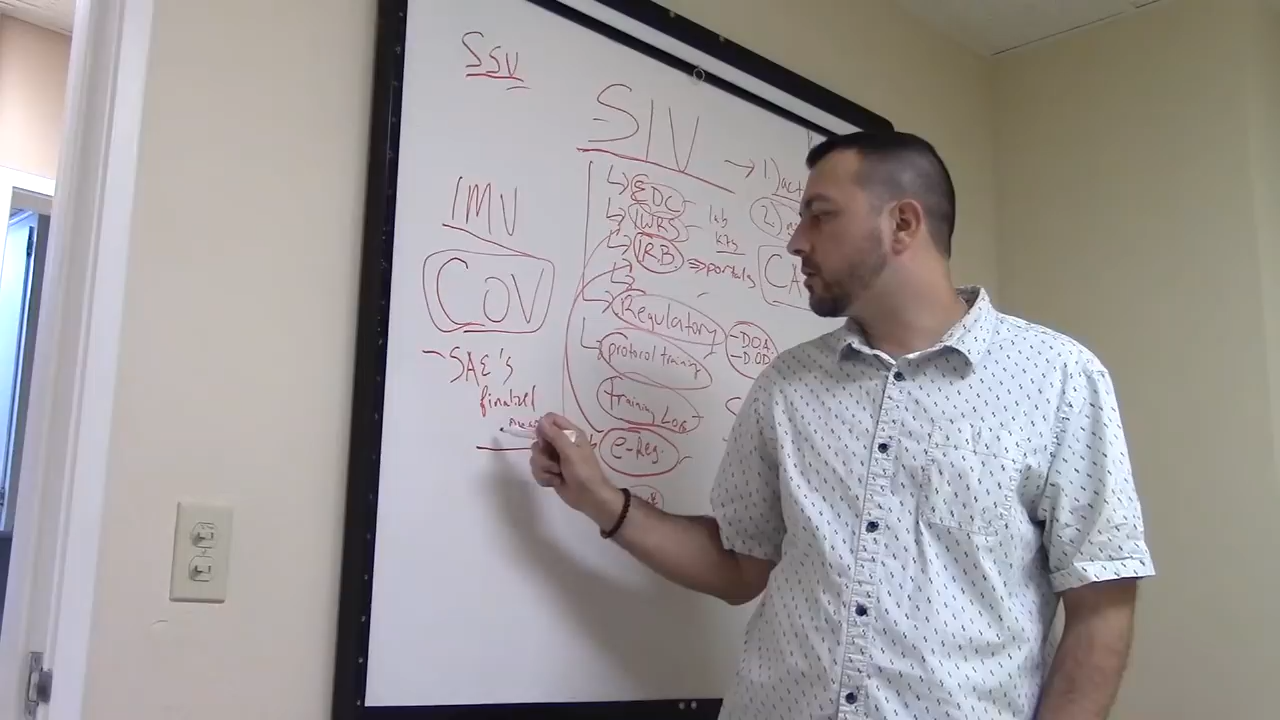 SSV
SIV
→ 1.) act
EDC
lab
2.)
IMV
IWRS
kits
IRB ⇒ portals
CA
COV
Regulatory
- DOA
- SAE's
protocol training
finalized
training Log
e-Reg.